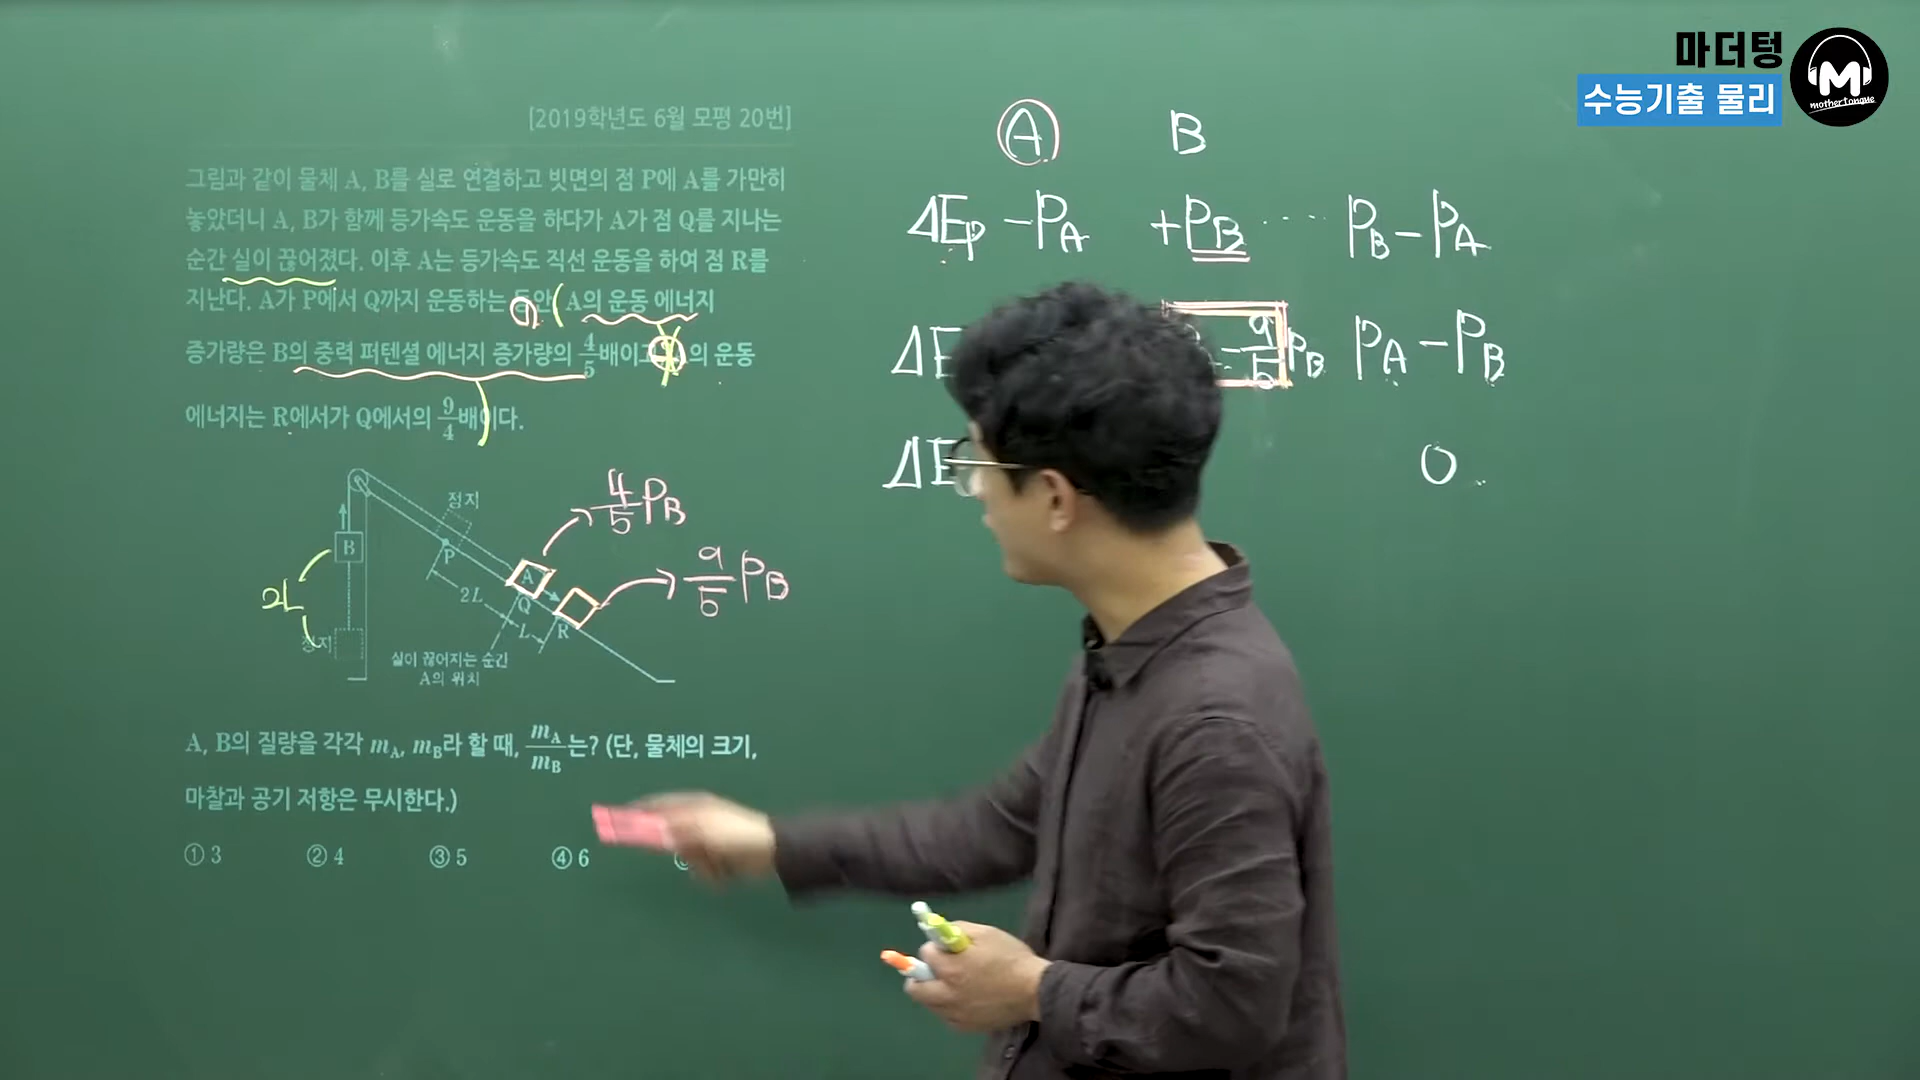 마더텅
수능기출 물리
M
mothertongue
[2019학년도 6월 모평 20번]
그림과 같이 물체 A, B를 실로 연결하고 빗면의 점 P에 A를 가만히
놓았더니 A, B가 함께 등가속도 운동을 하다가 A가 점 Q를 지나는
순간 실이 끊어졌다. 이후 A는 등가속도 직선 운동을 하여 점 R를
지난다. A가 P에서 Q까지 운동하는 동안 A의 운동 에너지
증가량은 B의 중력 퍼텐셜 에너지 증가량의 4/5배이고 의 운동
에너지는 R에서가 Q에서의 9/4배이다.
정지
B
P
A
2L
Q
L
R
2L
정지
실이 끊어지는 순간
A의 위치
4/5 PB
9/5 PB
A, B의 질량을 각각 mA, mB라 할 때, mA/mB는? (단, 물체의 크기,
마찰과 공기 저항은 무시한다.)
① 3 ② 4 ③ 5 ④ 6
A B
ΔEp -PA +PB ···· PB-PA
ΔE 9/5 PB PA-PB
ΔE 0